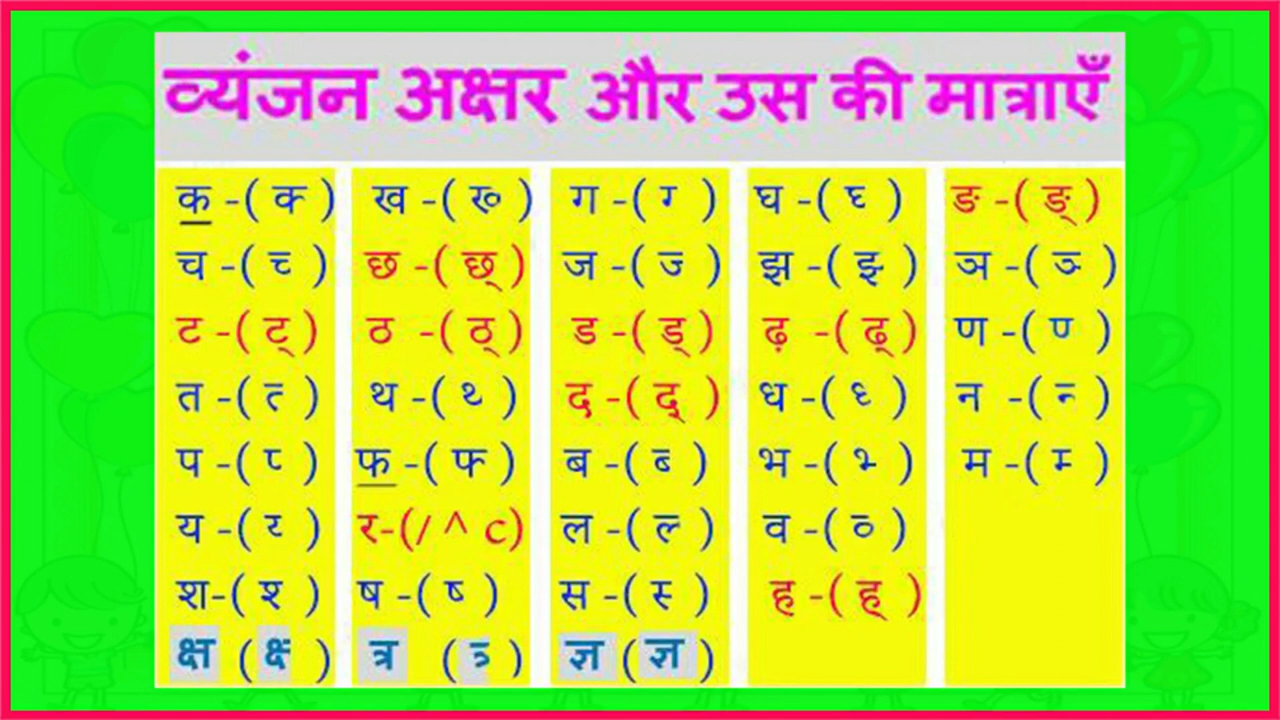 व्यंजन अक्षर और उस की मात्राएँ
क -( क्‍ ) ख -( ख्‍ ) ग -( ग्‍ ) घ -( घ्‍ ) ङ -( ङ् )
च -( च्‍ ) छ -( छ् ) ज -( ज्‍ ) झ -( झ्‍ ) ञ -( ञ्‍ )
ट -( ट् ) ठ -( ठ् ) ड -( ड् ) ढ़ -( ढ़् ) ण -( ण्‍ )
त -( त्‍ ) थ -( थ्‍ ) द -( द् ) ध -( ध्‍ ) न -( न्‍ )
प -( प्‍ ) फ -( फ्‍ ) ब -( ब्‍ ) भ -( भ्‍ ) म -( म्‍ )
य -( य्‍ ) र-(/ ^ c) ल -( ल्‍ ) व -( व्‍ )
श-( श्‍ ) ष -( ष्‍ ) स -( स्‍ ) ह -( ह् )
क्ष ( क्ष्‍ ) त्र ( त्र्‍ ) ज्ञ ( ज्ञ्‍ )